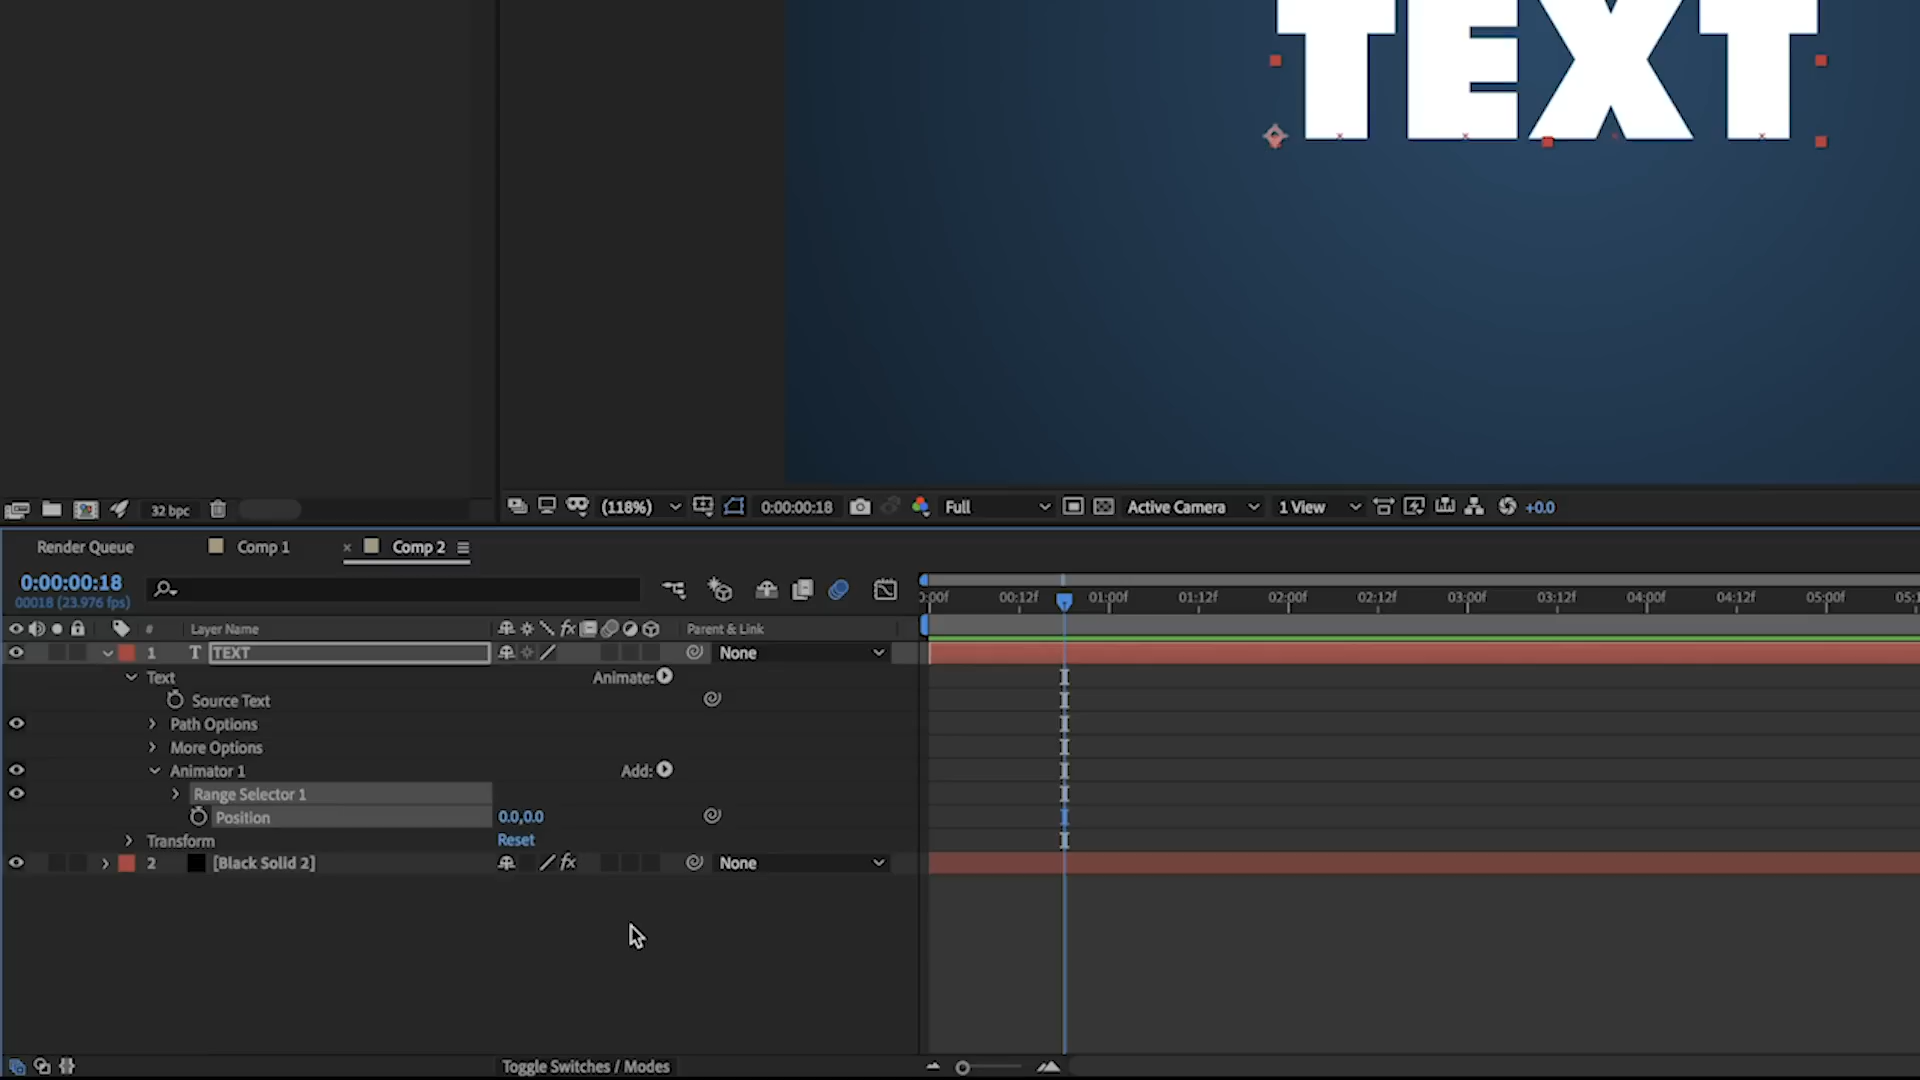 TEXT
32 bpc
(118%)
0:00:00:18
Full
Active Camera
1 View
+0.0
Render Queue
Comp 1
× Comp 2
0:00:00:18
00018 (23.976 fps)
:00f 00:12f 01:00f 01:12f 02:00f 02:12f 03:00f 03:12f 04:00f 04:12f 05:00f 05:1
# Layer Name fx Parent & Link
1 T TEXT None
Text Animate:
Source Text
Path Options
More Options
Animator 1 Add:
Range Selector 1
Position 0.0,0.0
Transform Reset
2 [Black Solid 2] fx None
Toggle Switches / Modes